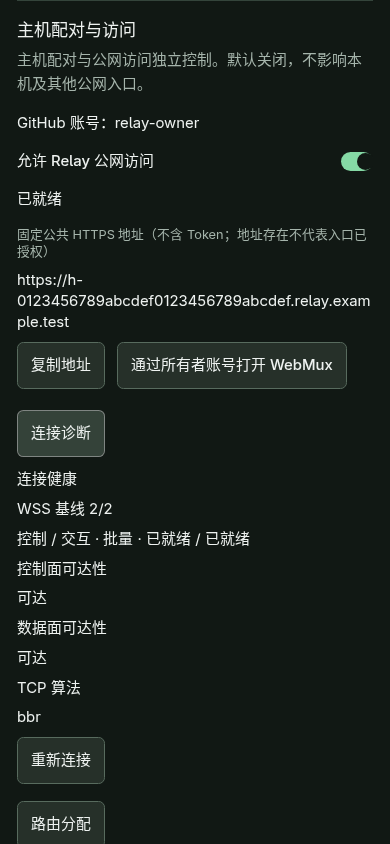 主机配对与访问
主机配对与公网访问独立控制。默认关闭，不影响本
机及其他公网入口。
GitHub 账号：relay-owner
允许 Relay 公网访问
已就绪
固定公共 HTTPS 地址（不含 Token；地址存在不代表入口已
授权）
https://h-
0123456789abcdef0123456789abcdef.relay.exam
ple.test
复制地址
通过所有者账号打开 WebMux
连接诊断
连接健康
WSS 基线 2/2
控制 / 交互 · 批量 · 已就绪 / 已就绪
控制面可达性
可达
数据面可达性
可达
TCP 算法
bbr
重新连接
路由分配